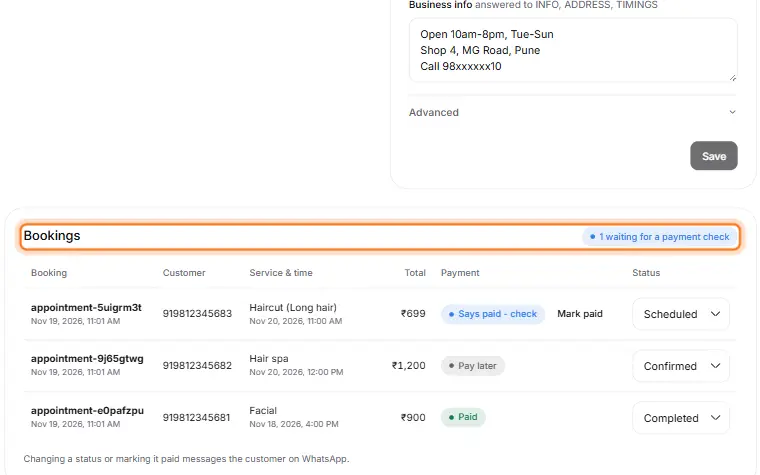 Business info answered to INFO, ADDRESS, TIMINGS
Open 10am-8pm, Tue-Sun
Shop 4, MG Road, Pune
Call 98xxxxxx10
Advanced
Save
Bookings
1 waiting for a payment check
Booking Customer Service & time Total Payment Status
appointment-5uigrm3t 919812345683 Haircut (Long hair) ₹699 Says paid - check Mark paid Scheduled
Nov 19, 2026, 11:01 AM Nov 20, 2026, 11:00 AM
appointment-9j65gtwg 919812345682 Hair spa ₹1,200 Pay later Confirmed
Nov 19, 2026, 11:01 AM Nov 20, 2026, 12:00 PM
appointment-e0pafzpu 919812345681 Facial ₹900 Paid Completed
Nov 19, 2026, 11:01 AM Nov 18, 2026, 4:00 PM
Changing a status or marking it paid messages the customer on WhatsApp.